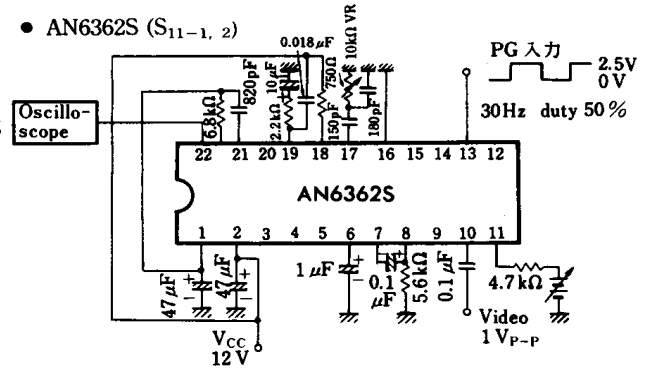 ● AN6362S (S11-1, 2)
0.018μF
10kΩ VR
PG 入力
2.5V
0V
30Hz duty 50%
Oscillo-
scope
6.8kΩ
820pF
2.2kΩ
10μF
750Ω
150pF
180pF
22 21 20 19 18 17 16 15 14 13 12
AN6362S
1 2 3 4 5 6 7 8 9 10 11
47μF
+
−
47μF
+
−
1μF
+
−
0.1
μF
+
5.6kΩ
0.1μF
4.7kΩ
VCC
12V
Video
1VP-P